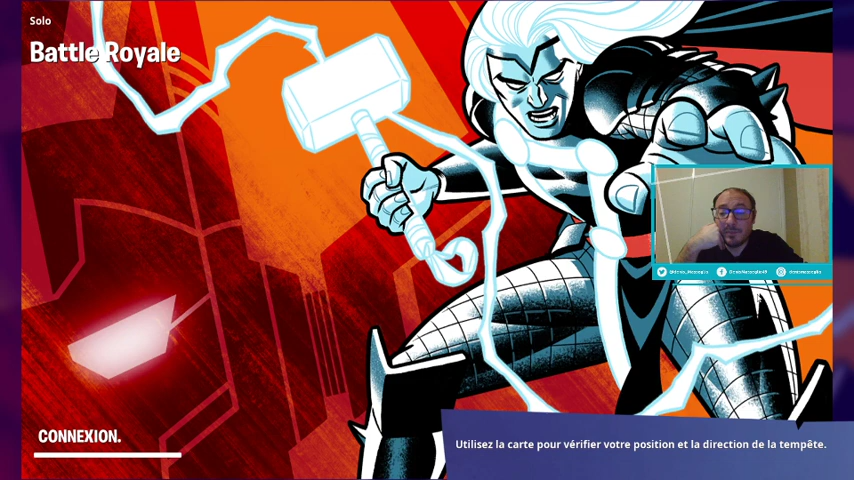 Solo
Battle Royale
CONNEXION.
Utilisez la carte pour vérifier votre position et la direction de la tempête.